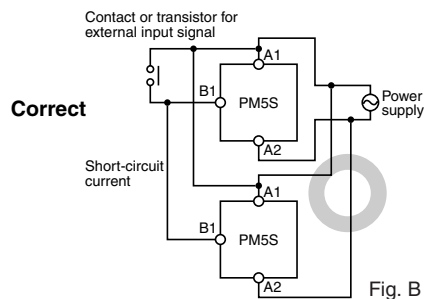 Contact or transistor for
external input signal
A1
B1
PM5S
Power
supply
Correct
A2
Short-circuit
current
A1
B1
PM5S
A2
Fig. B